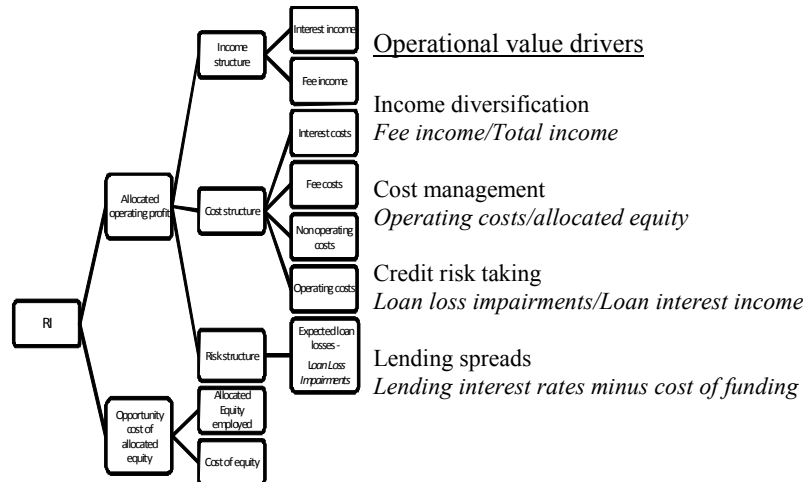 Interest income
Income
structure
Fee income
Interest costs
Allocated
operating profit
Cost structure
Fee costs
Non operating
costs
Operating costs
RI
Risk structure
Expected loan
losses -
Loan Loss
Impairments
Opportunity
cost of
allocated
equity
Allocated
Equity
employed
Cost of equity
Operational value drivers
Income diversification
Fee income/Total income
Cost management
Operating costs/allocated equity
Credit risk taking
Loan loss impairments/Loan interest income
Lending spreads
Lending interest rates minus cost of funding